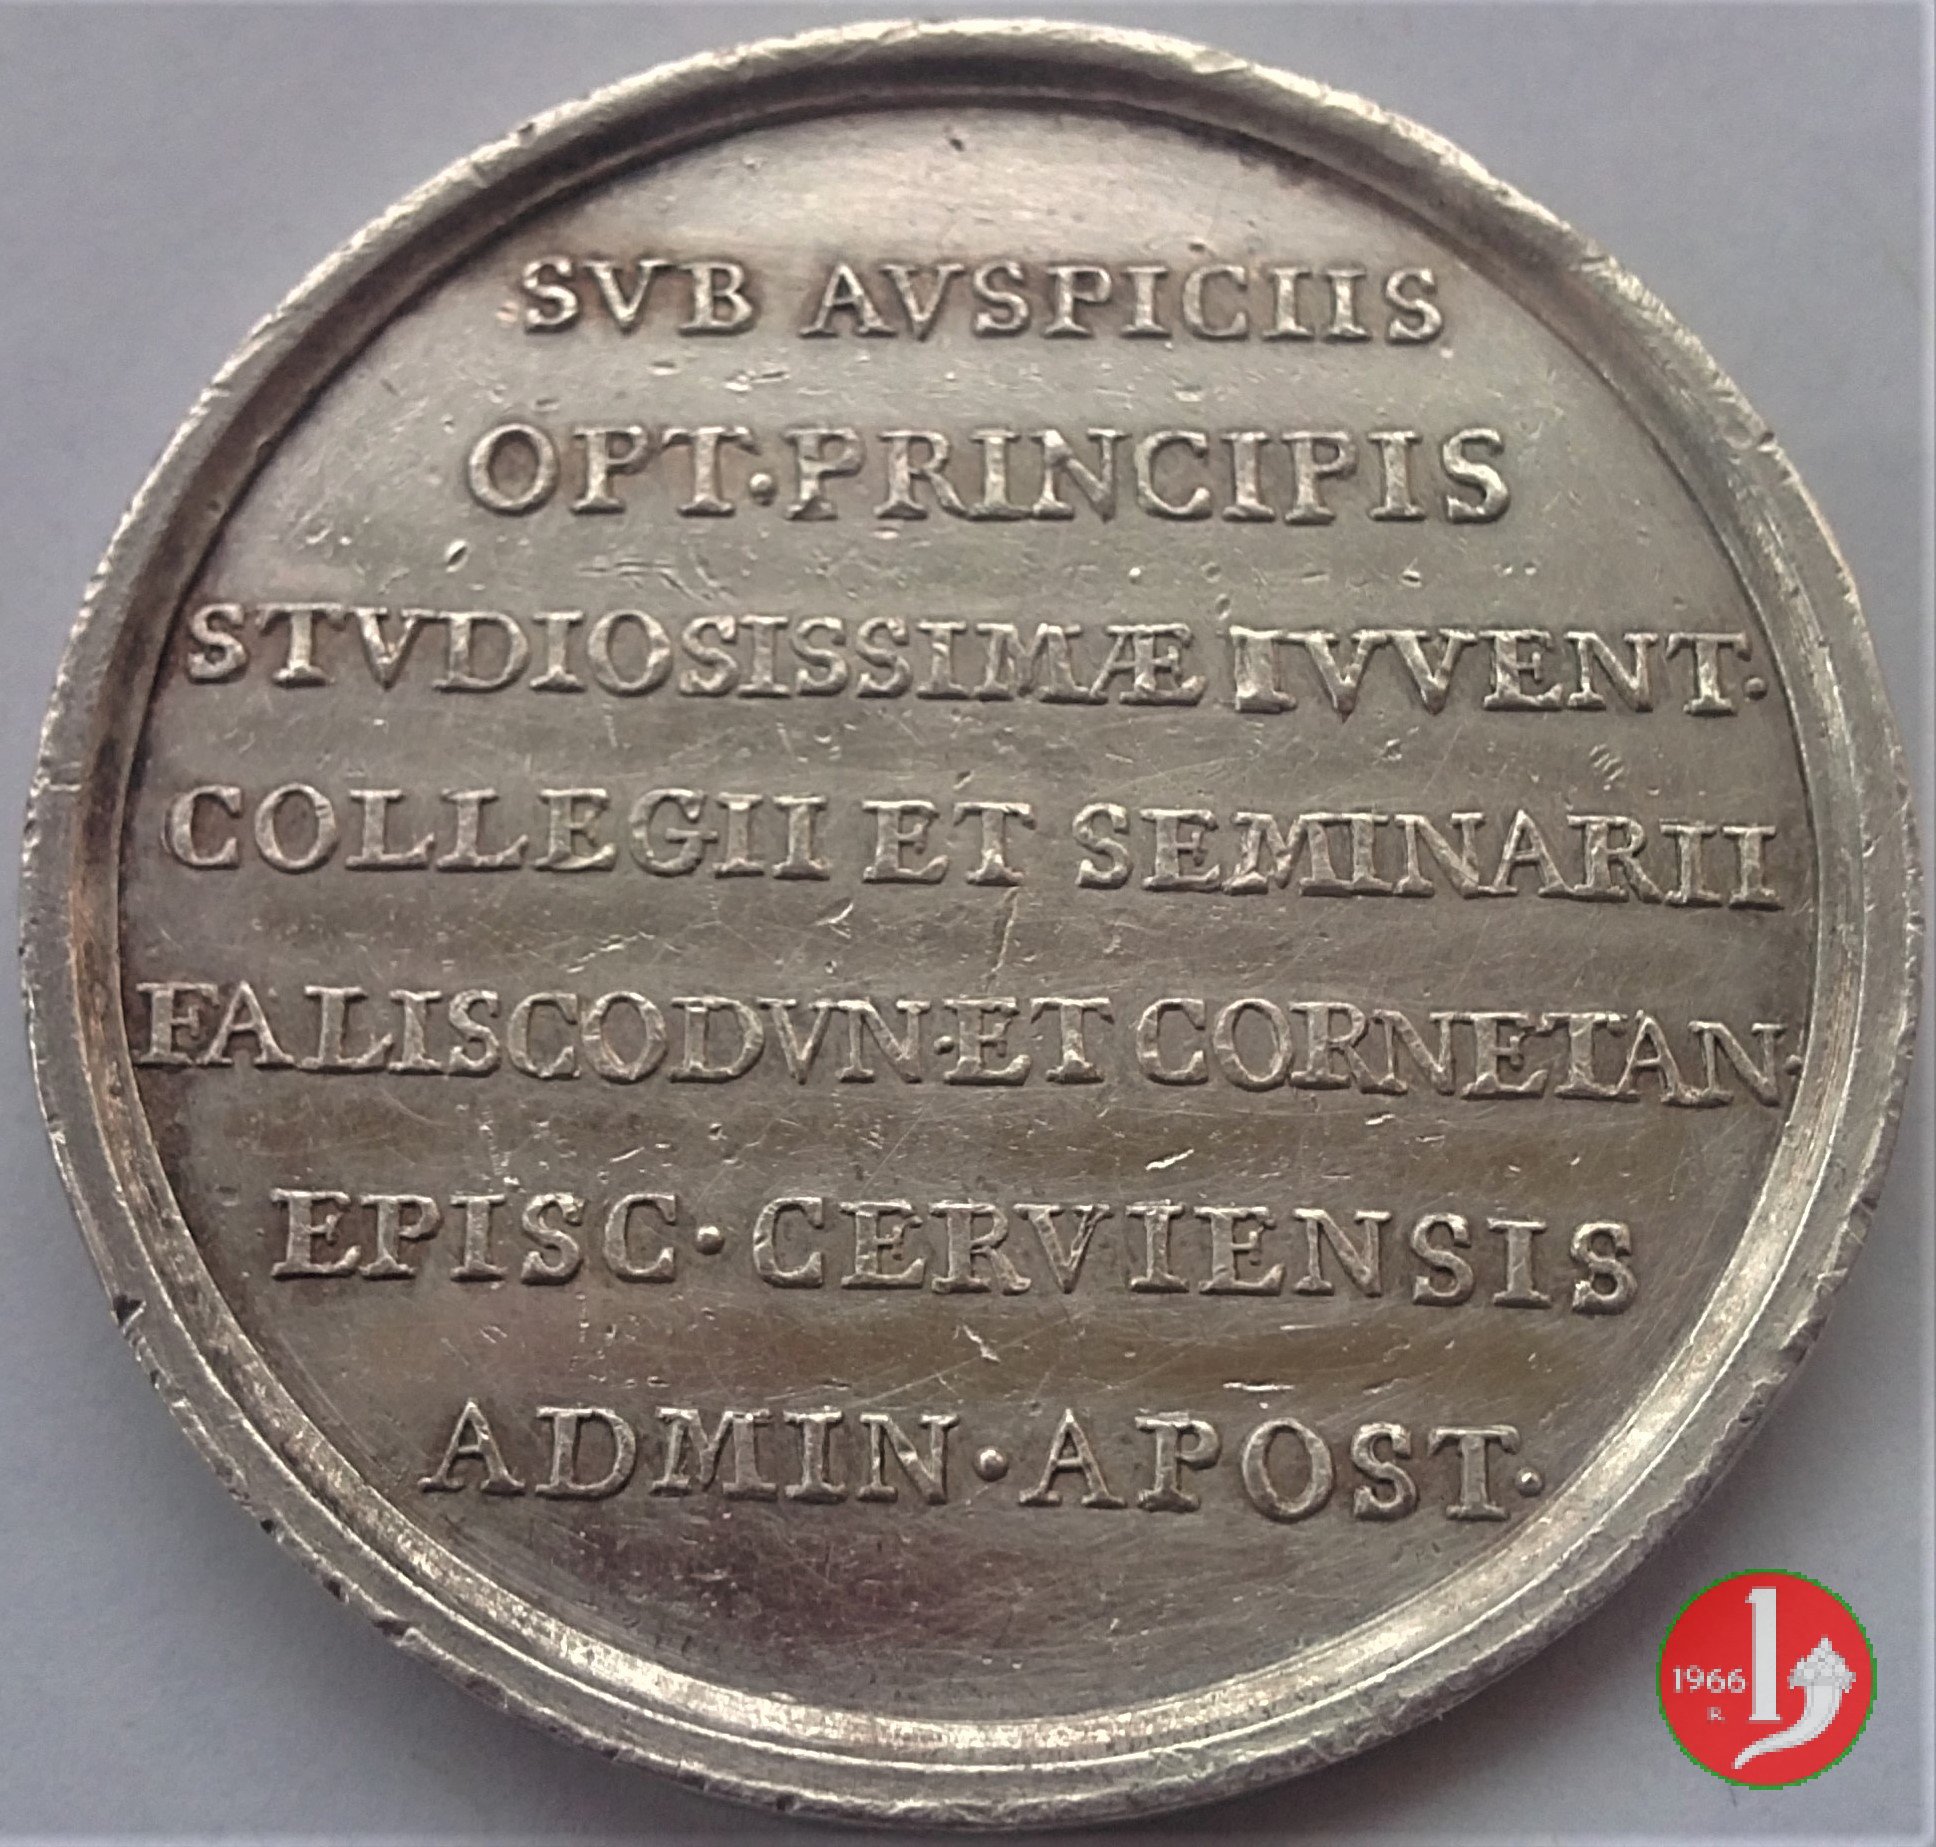 SVB AVSPICIIS
OPT·PRINCIPIS
STVDIOSISSIMÆ IVVENT·
COLLEGII ET SEMINARII
FALISCODVN·ET CORNETAN·
EPISC·CERVIENSIS
ADMIN·APOST·
1966
R